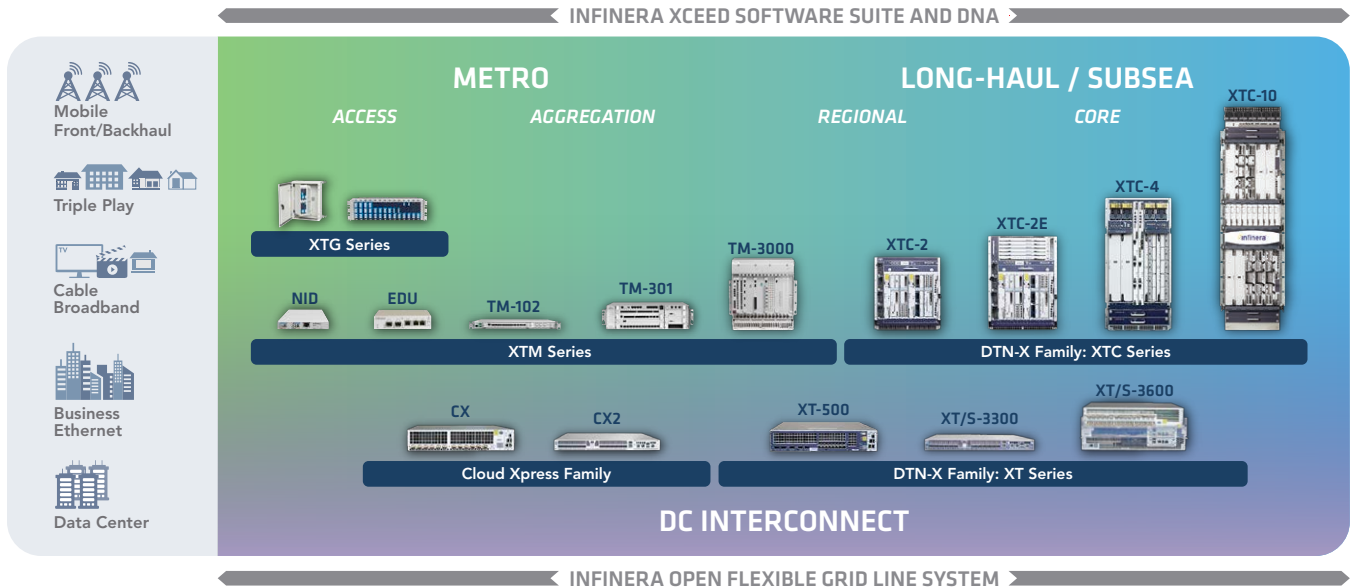 INFINERA XCEED SOFTWARE SUITE AND DNA
Mobile
Front/Backhaul
Triple Play
TV
Cable
Broadband
Business
Ethernet
Data Center
METRO
LONG-HAUL / SUBSEA
ACCESS
AGGREGATION
REGIONAL
CORE
XTC-10
XTC-4
XTC-2E
XTC-2
TM-3000
XTG Series
NID
EDU
TM-102
TM-301
infinera
XTM Series
DTN-X Family: XTC Series
CX
CX2
XT-500
XT/S-3300
XT/S-3600
Cloud Xpress Family
DTN-X Family: XT Series
DC INTERCONNECT
INFINERA OPEN FLEXIBLE GRID LINE SYSTEM